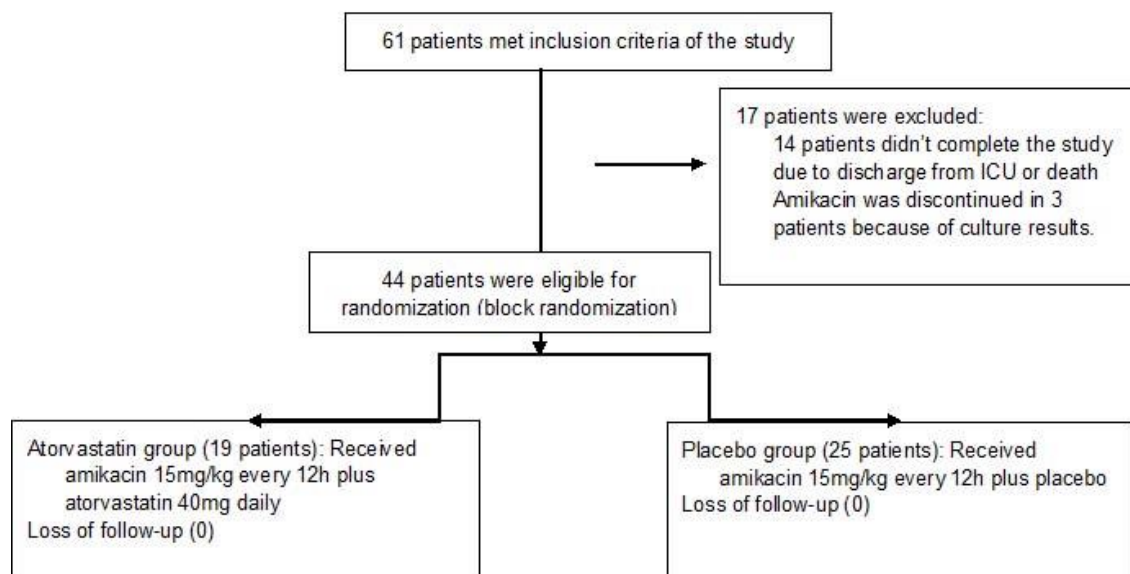 61 patients met inclusion criteria of the study
17 patients were excluded:
14 patients didn't complete the study
due to discharge from ICU or death
Amikacin was discontinued in 3
patients because of culture results.
44 patients were eligible for
randomization (block randomization)
Atorvastatin group (19 patients): Received
amikacin 15mg/kg every 12h plus
atorvastatin 40mg daily
Loss of follow-up (0)
Placebo group (25 patients): Received
amikacin 15mg/kg every 12h plus placebo
Loss of follow-up (0)